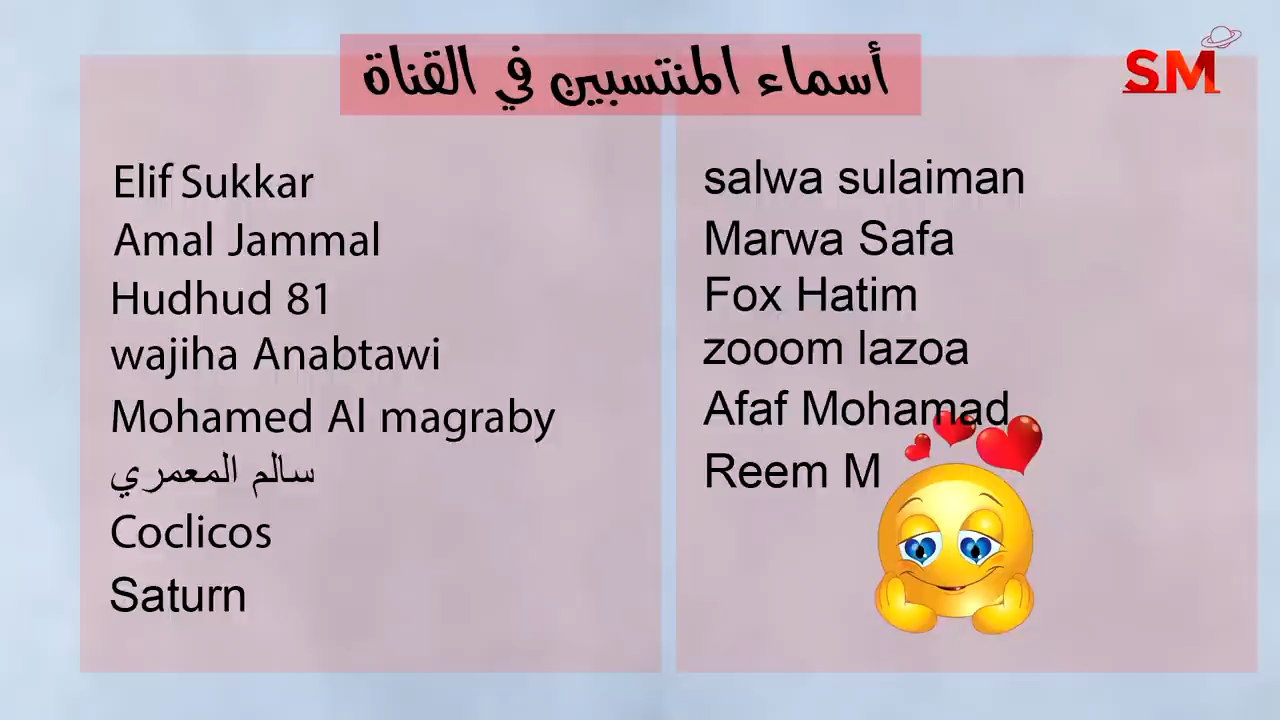 أسماء المنتسبين في القناة
SM
Elif Sukkar
Amal Jammal
Hudhud 81
wajiha Anabtawi
Mohamed Al magraby
سالم المعمري
Coclicos
Saturn
salwa sulaiman
Marwa Safa
Fox Hatim
zooom lazoa
Afaf Mohamad
Reem M